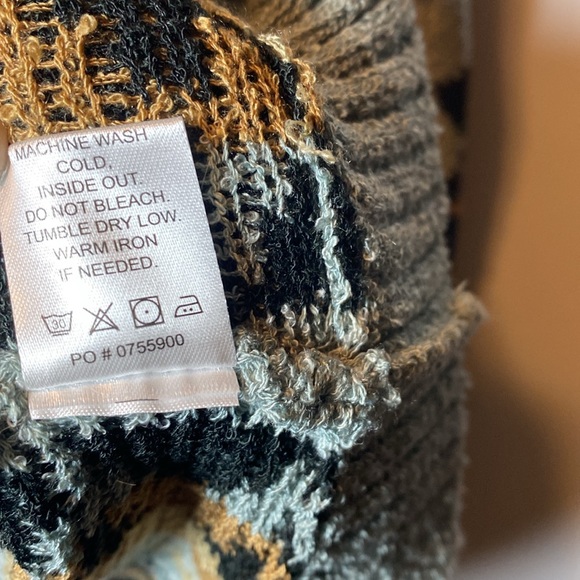 MACHINE WASH
COLD,
INSIDE OUT.
DO NOT BLEACH.
TUMBLE DRY LOW.
WARM IRON
IF NEEDED.
30
PO # 0755900